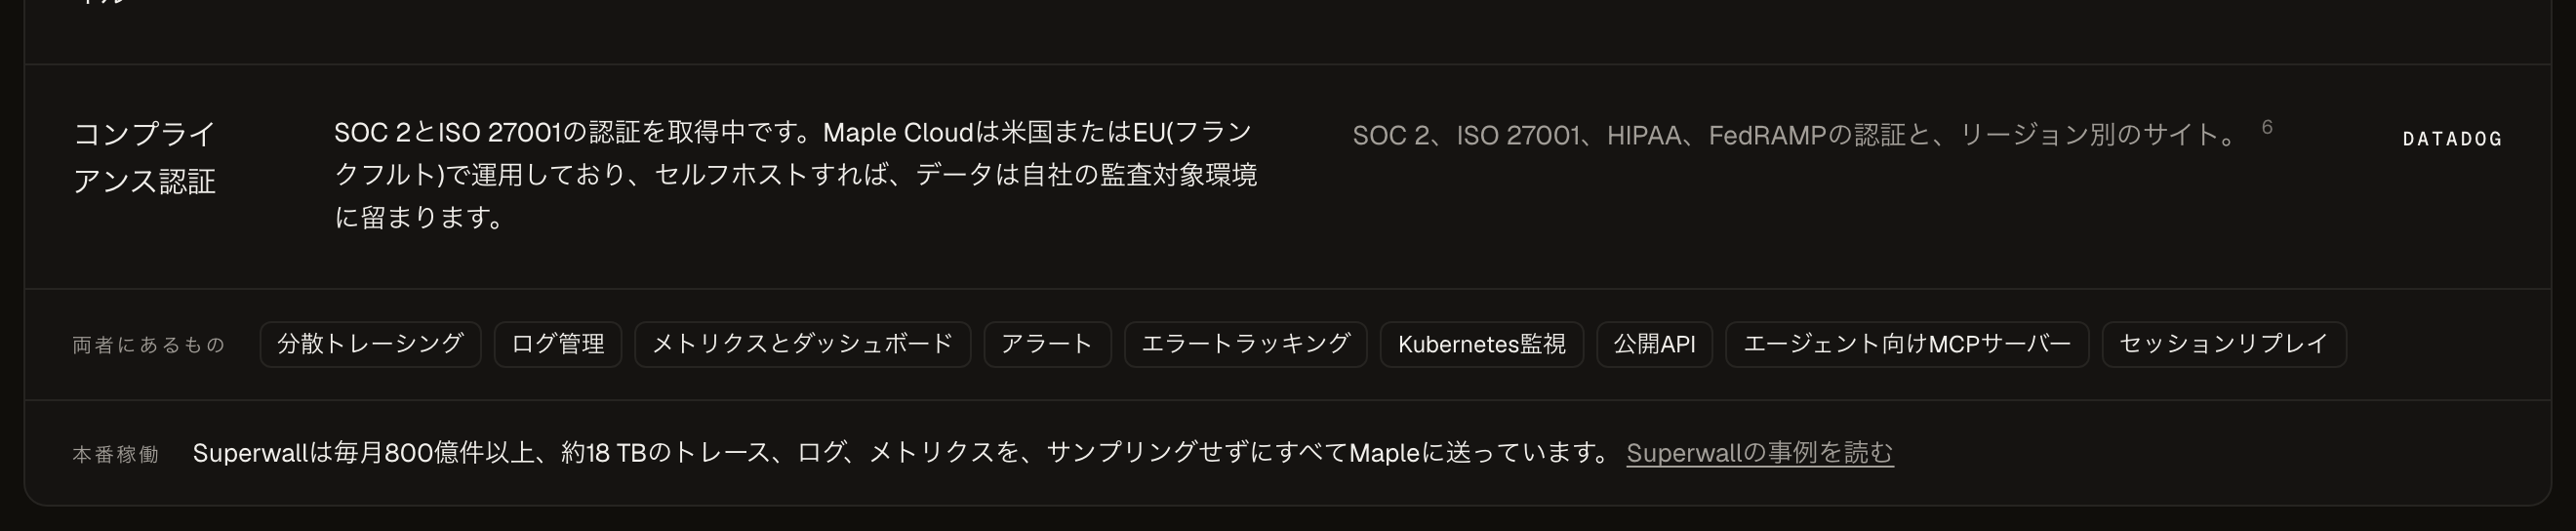 コンプライ
アンス認証
SOC 2とISO 27001の認証を取得中です。Maple Cloudは米国またはEU(フラン
クフルト)で運用しており、セルフホストすれば、データは自社の監査対象環境
に留まります。
SOC 2、ISO 27001、HIPAA、FedRAMPの認証と、リージョン別のサイト。 6
DATADOG
両者にあるもの 分散トレーシング ログ管理 メトリクスとダッシュボード アラート エラートラッキング Kubernetes監視 公開API エージェント向けMCPサーバー セッションリプレイ
本番稼働 Superwallは毎月800億件以上、約18 TBのトレース、ログ、メトリクスを、サンプリングせずにすべてMapleに送っています。 Superwallの事例を読む